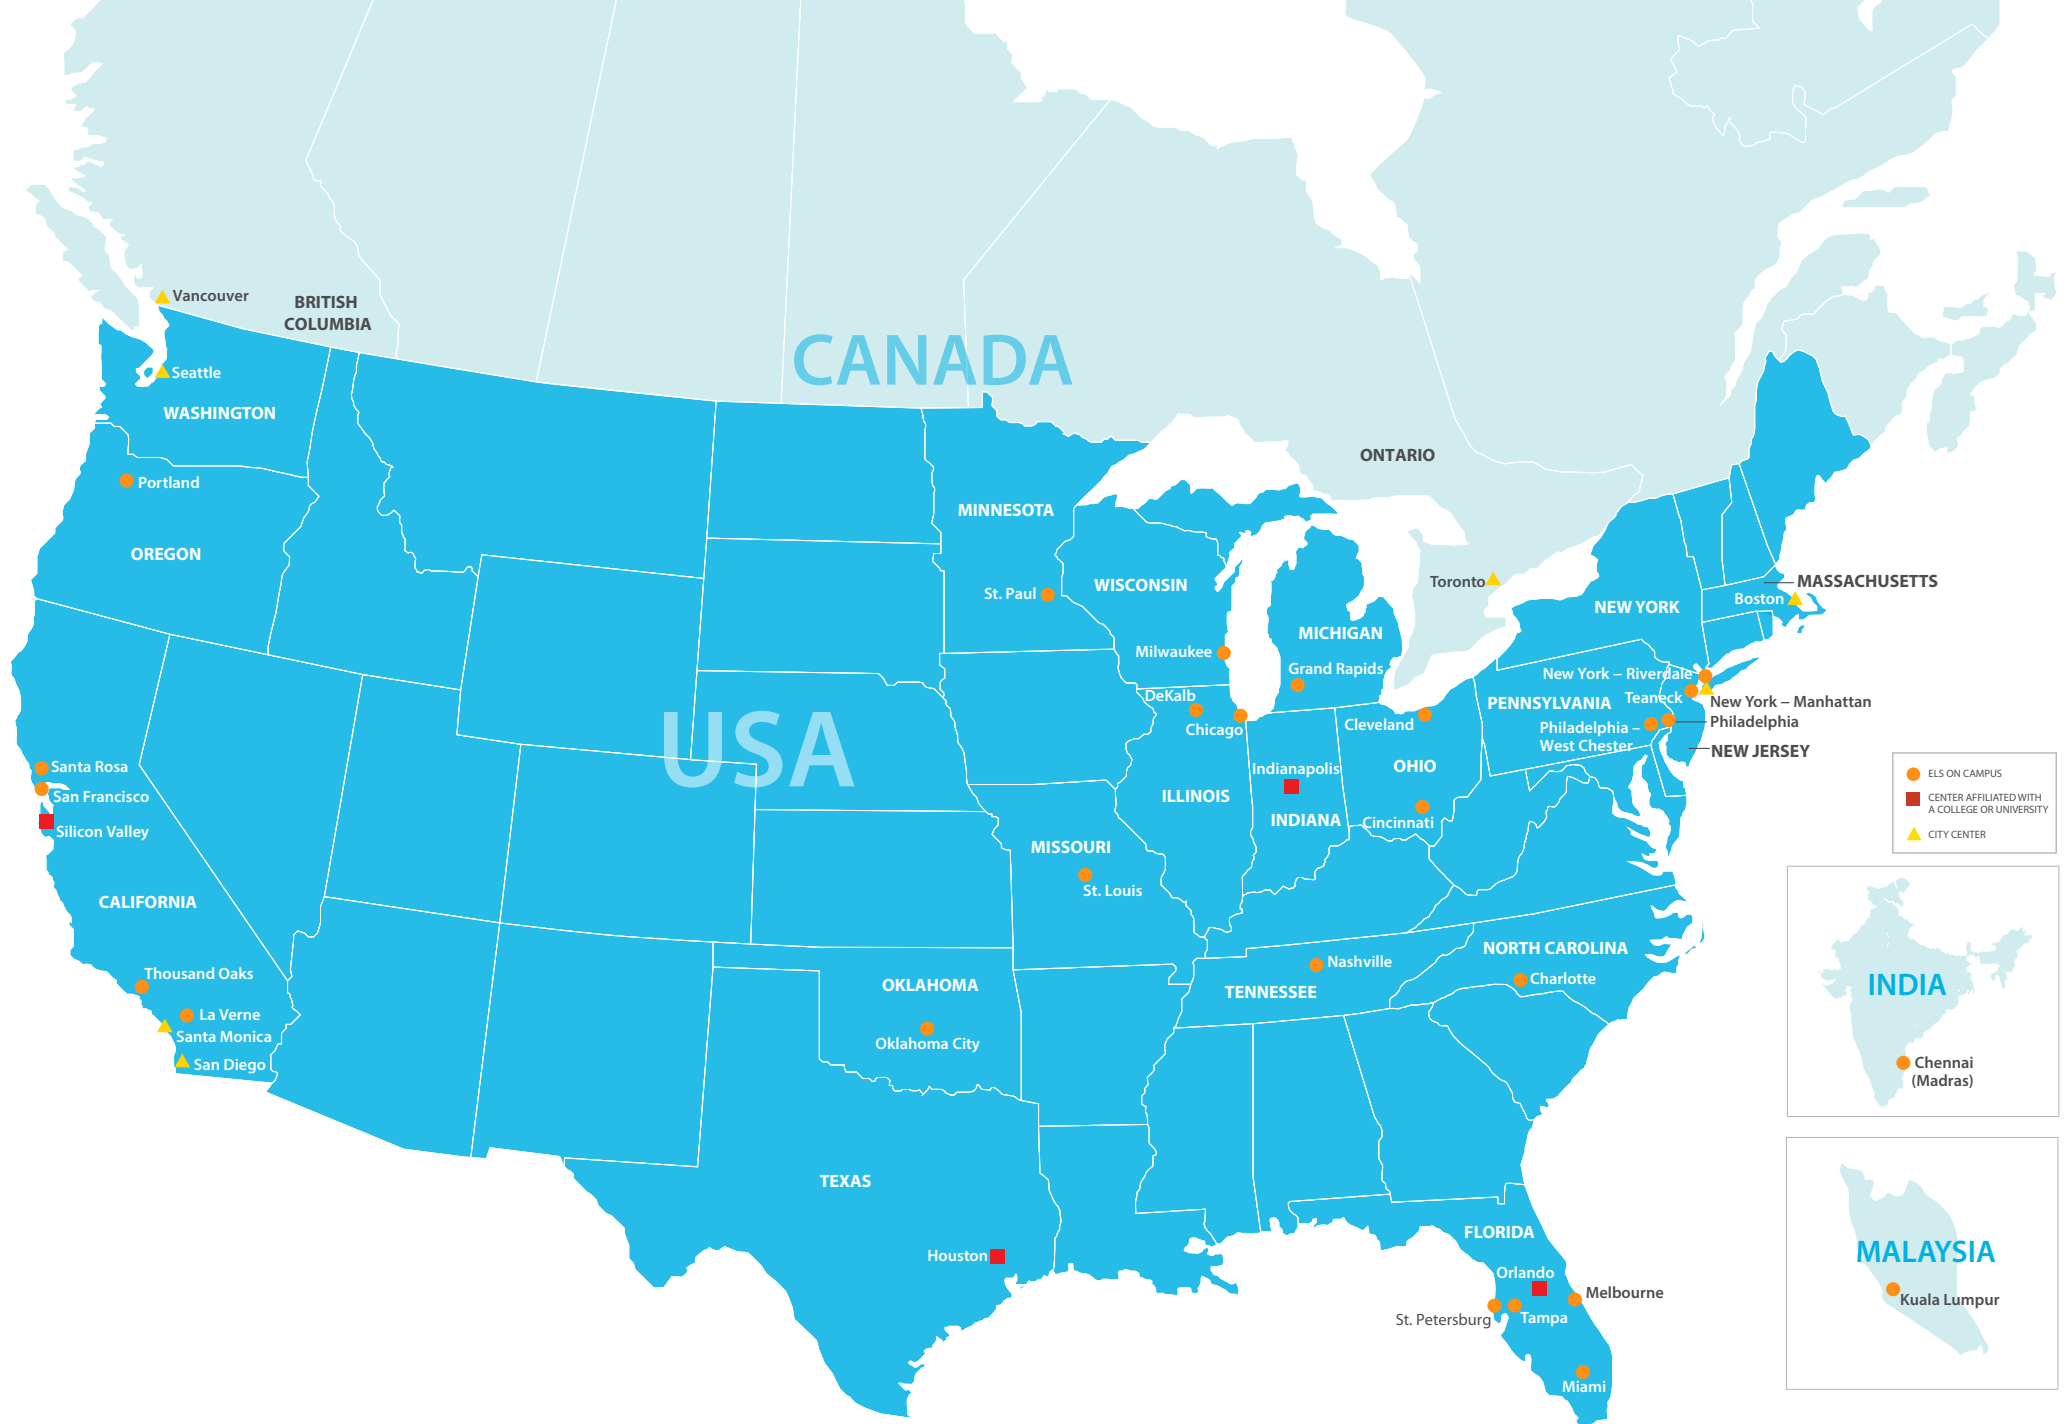 Vancouver
BRITISH
COLUMBIA
CANADA
Seattle
WASHINGTON
ONTARIO
Portland
MINNESOTA
OREGON
Toronto
MASSACHUSETTS
WISCONSIN
St. Paul
Boston
NEW YORK
MICHIGAN
Milwaukee
Grand Rapids
New York – Riverdale
DeKalb
Teaneck
PENNSYLVANIA
New York – Manhattan
Chicago
Cleveland
Philadelphia
Philadelphia –
West Chester
NEW JERSEY
USA
Santa Rosa
Indianapolis
OHIO
ELS ON CAMPUS
San Francisco
ILLINOIS
CENTER AFFILIATED WITH
A COLLEGE OR UNIVERSITY
Silicon Valley
INDIANA
Cincinnati
CITY CENTER
MISSOURI
St. Louis
CALIFORNIA
NORTH CAROLINA
Nashville
Thousand Oaks
Charlotte
OKLAHOMA
TENNESSEE
INDIA
La Verne
Santa Monica
Oklahoma City
San Diego
Chennai
(Madras)
TEXAS
FLORIDA
Houston
MALAYSIA
Orlando
Melbourne
Kuala Lumpur
St. Petersburg
Tampa
Miami